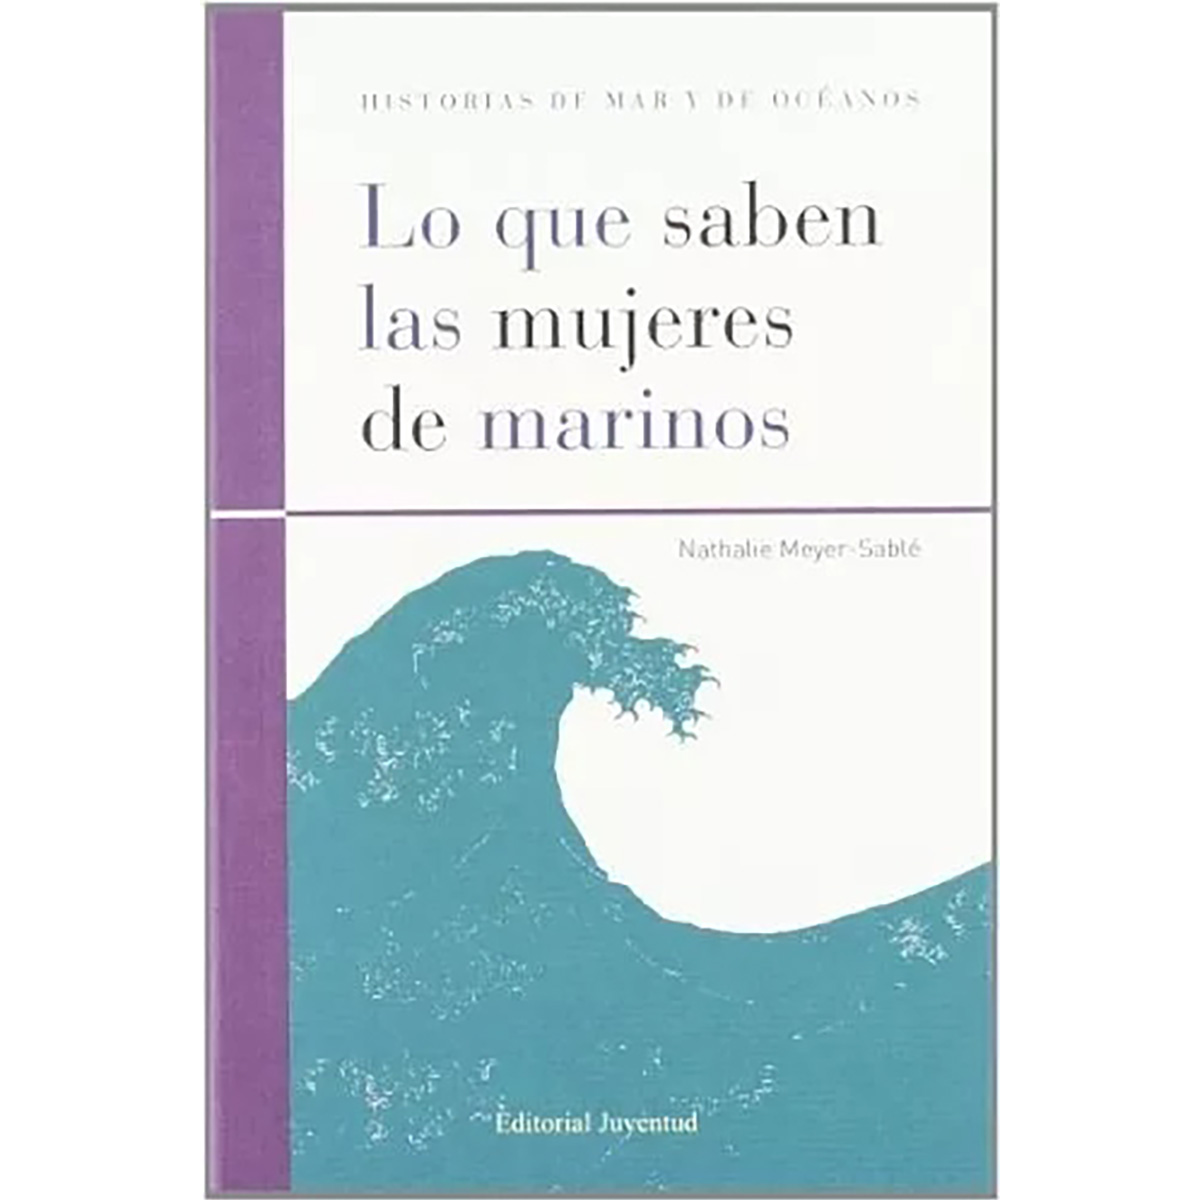 HISTORIAS DE MAR Y DE OCÉANOS
Lo que saben
las mujeres
de marinos
Nathalie Meyer-Sablé
Editorial Juventud